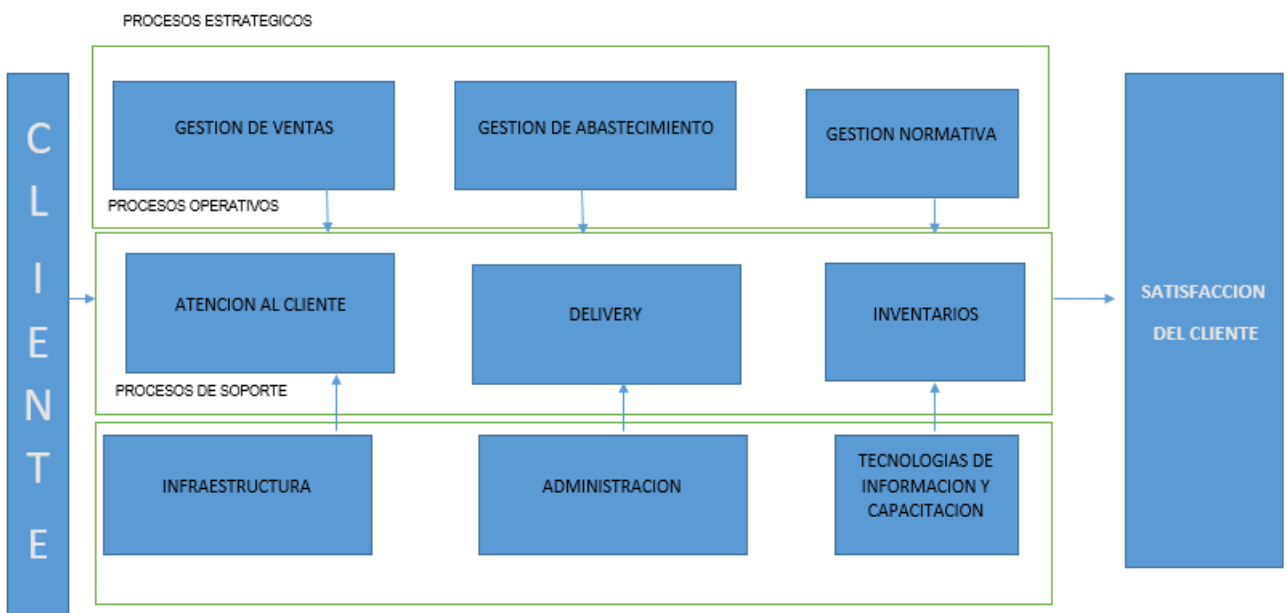 PROCESOS ESTRATEGICOS
CLIENTE
GESTION DE VENTAS
GESTION DE ABASTECIMIENTO
GESTION NORMATIVA
PROCESOS OPERATIVOS
ATENCION AL CLIENTE
DELIVERY
INVENTARIOS
SATISFACCION
DEL CLIENTE
PROCESOS DE SOPORTE
INFRAESTRUCTURA
ADMINISTRACION
TECNOLOGIAS DE
INFORMACION Y
CAPACITACION